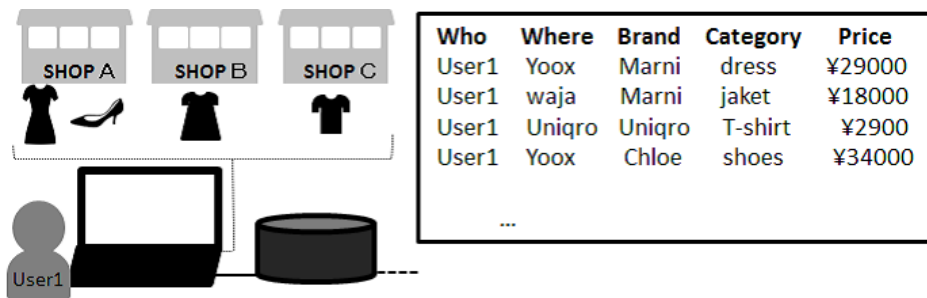 SHOP A
SHOP B
SHOP C
User1
Who Where Brand Category Price
User1 Yoox Marni dress ¥29000
User1 waja Marni jaket ¥18000
User1 Uniqro Uniqro T-shirt ¥2900
User1 Yoox Chloe shoes ¥34000
...